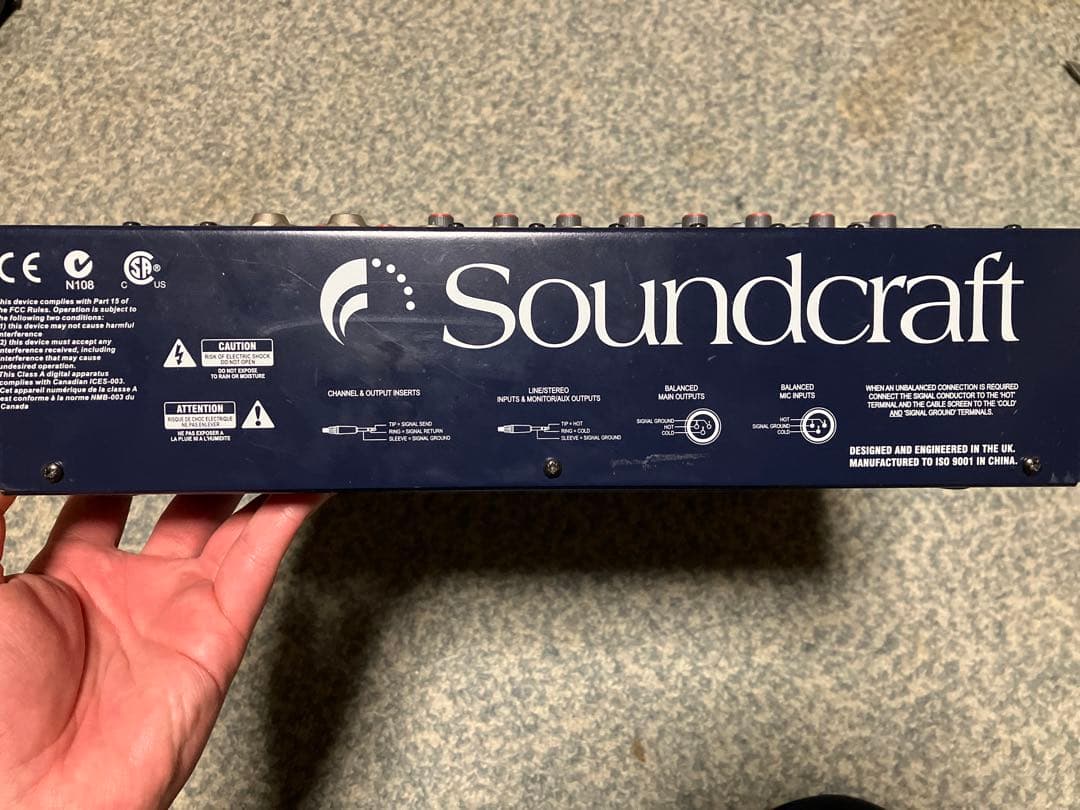 CE
N108
SA®
C US
his device complies with Part 15 of
he FCC Rules. Operation is subject to
he following two conditions:
1) this device may not cause harmful
nterference
2) this device must accept any
nterference received, including
nterference that may cause
undesired operation.
This Class A digital apparatus
complies with Canadian ICES-003.
Cet appareil numérique de la classe A
est conforme à la norme NMB-003 du
Canada
CAUTION
RISK OF ELECTRIC SHOCK
DO NOT OPEN
DO NOT EXPOSE
TO RAIN OR MOISTURE
ATTENTION
RISQUE DE CHOC ELECTRIQUE
NE PAS ENLEVER
NE PAS EXPOSER A
LA PLUIE NI A L'HUMIDITE
Soundcraft
CHANNEL & OUTPUT INSERTS
TIP = SIGNAL SEND
RING = SIGNAL RETURN
SLEEVE = SIGNAL GROUND
LINE/STEREO
INPUTS & MONITOR/AUX OUTPUTS
TIP = HOT
RING = COLD
SLEEVE = SIGNAL GROUND
BALANCED
MAIN OUTPUTS
SIGNAL GROUND
HOT
COLD
BALANCED
MIC INPUTS
HOT
SIGNAL GROUND
COLD
WHEN AN UNBALANCED CONNECTION IS REQUIRED
CONNECT THE SIGNAL CONDUCTOR TO THE 'HOT'
TERMINAL AND THE CABLE SCREEN TO THE 'COLD'
AND 'SIGNAL GROUND' TERMINALS.
DESIGNED AND ENGINEERED IN THE UK.
MANUFACTURED TO ISO 9001 IN CHINA.